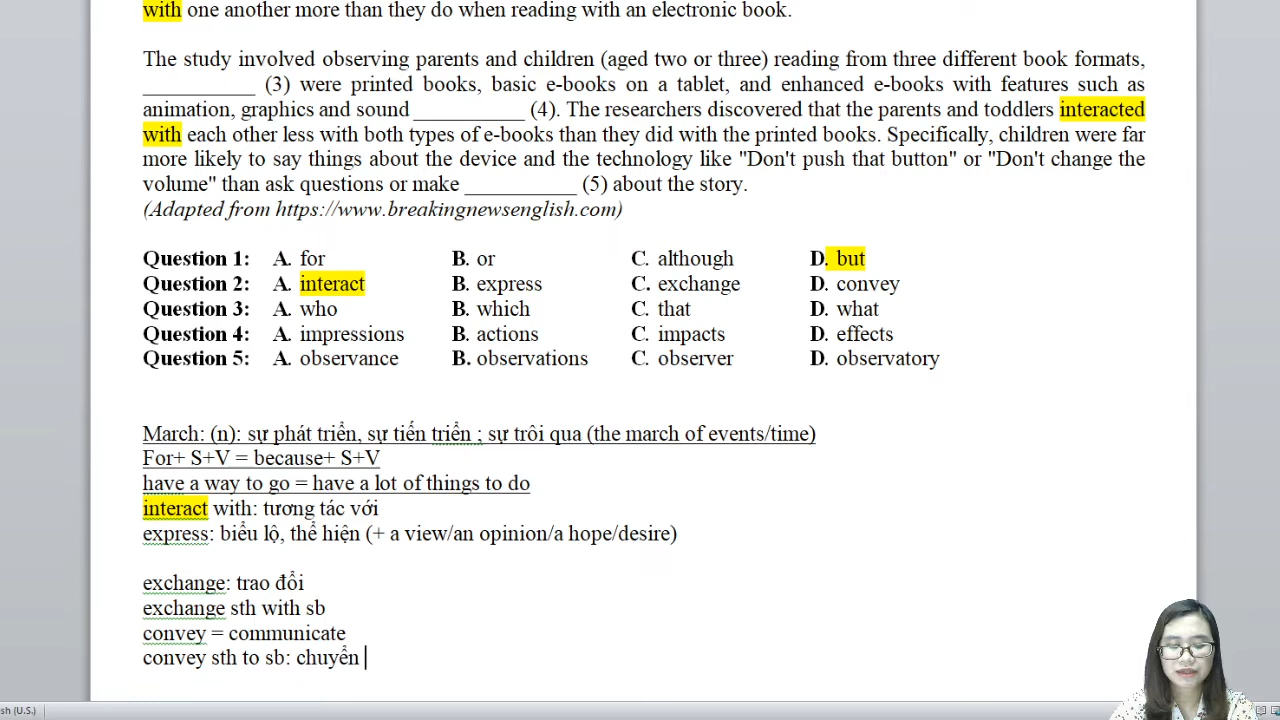 with one another more than they do when reading with an electronic book.
The study involved observing parents and children (aged two or three) reading from three different book formats,
__________ (3) were printed books, basic e-books on a tablet, and enhanced e-books with features such as
animation, graphics and sound __________ (4). The researchers discovered that the parents and toddlers interacted
with each other less with both types of e-books than they did with the printed books. Specifically, children were far
more likely to say things about the device and the technology like "Don't push that button" or "Don't change the
volume" than ask questions or make __________ (5) about the story.
(Adapted from https://www.breakingnewsenglish.com)
Question 1: A. for B. or C. although D. but
Question 2: A. interact B. express C. exchange D. convey
Question 3: A. who B. which C. that D. what
Question 4: A. impressions B. actions C. impacts D. effects
Question 5: A. observance B. observations C. observer D. observatory
March: (n): sự phát triển, sự tiến triển ; sự trôi qua (the march of events/time)
For+ S+V = because+ S+V
have a way to go = have a lot of things to do
interact with: tương tác với
express: biểu lộ, thể hiện (+ a view/an opinion/a hope/desire)
exchange: trao đổi
exchange sth with sb
convey = communicate
convey sth to sb: chuyển
sh (U.S.)